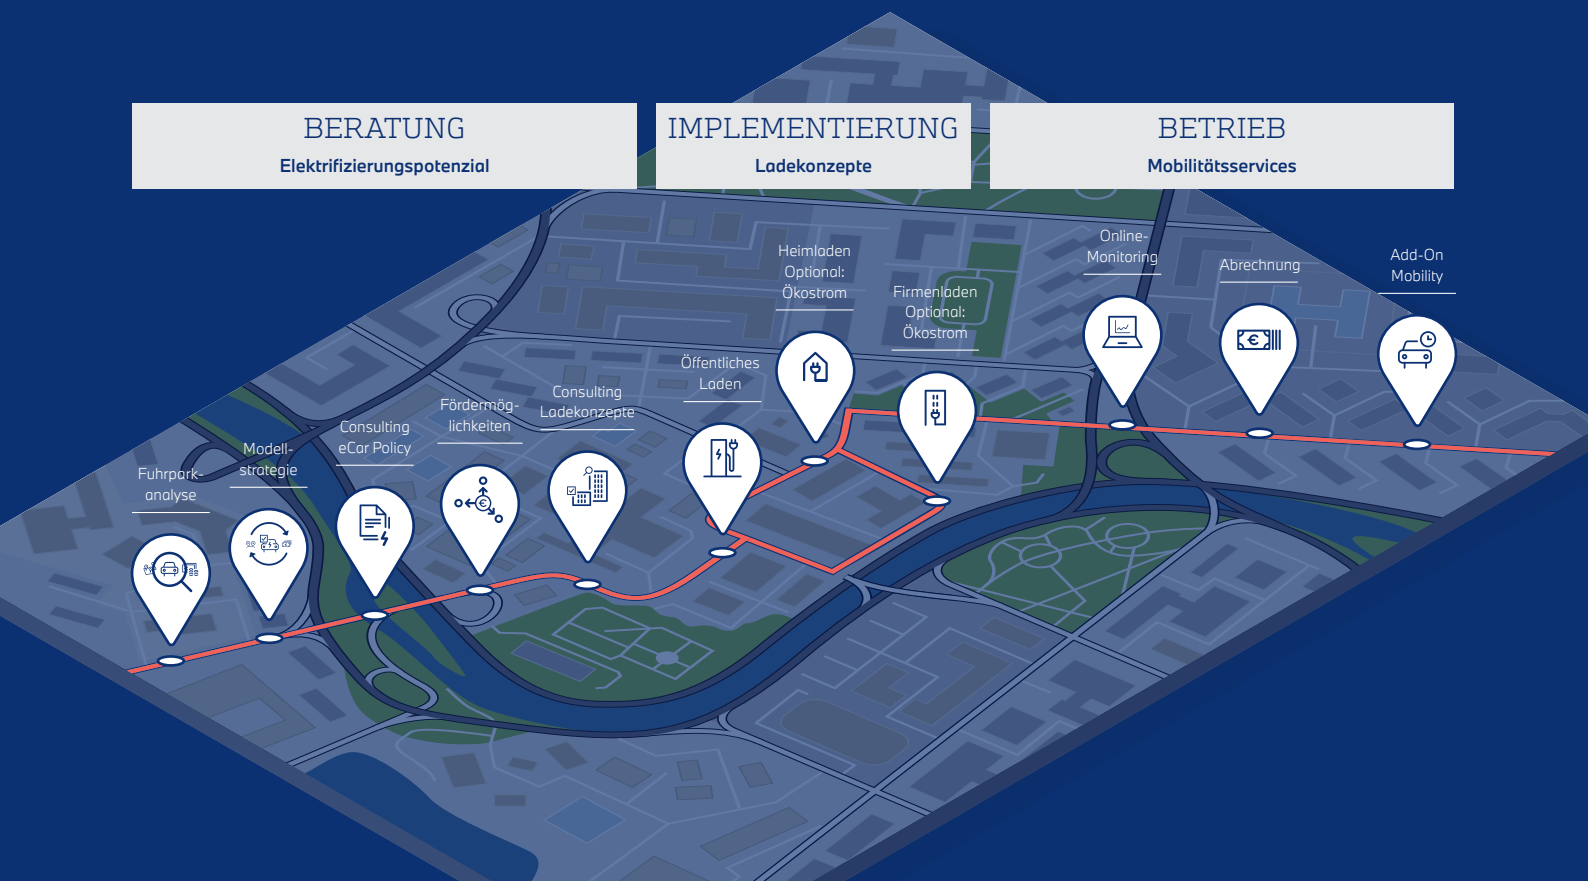 BERATUNG
Elektrifizierungspotenzial
IMPLEMENTIERUNG
Ladekonzepte
BETRIEB
Mobilitätsservices
Fuhrpark-
analyse
Modell-
strategie
Consulting
eCar Policy
Fördermög-
lichkeiten
Consulting
Ladekonzepte
Öffentliches
Laden
Heimladen
Optional:
Ökostrom
Firmenladen
Optional:
Ökostrom
Online-
Monitoring
Abrechnung
Add-On
Mobility